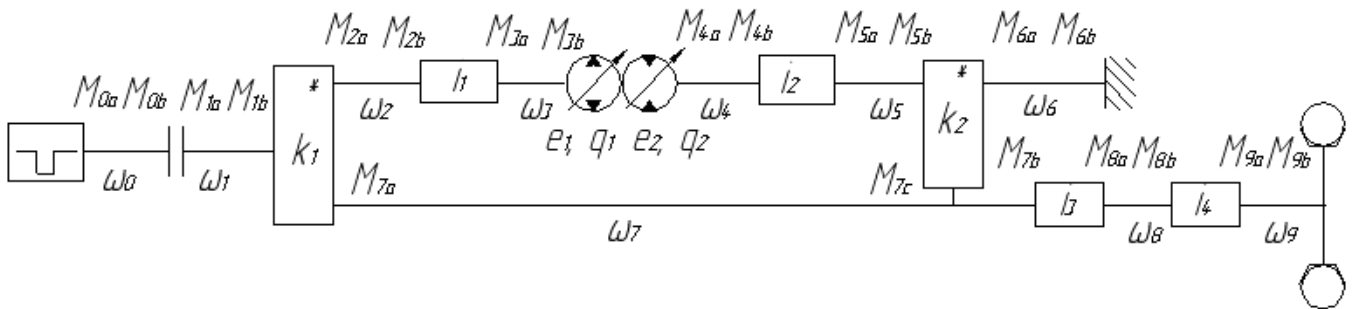 M2a M2b M3a M3b M4a M4b M5a M5b M6a M6b
M0a M0b M1a M1b * i1 i2 *
ω2 ω3 ω4 ω5 ω6
k1 e1, q1 e2, q2 k2
ω0 ω1 M7a M7c M7b M8a M8b M9a M9b
i3 i4
ω7 ω8 ω9